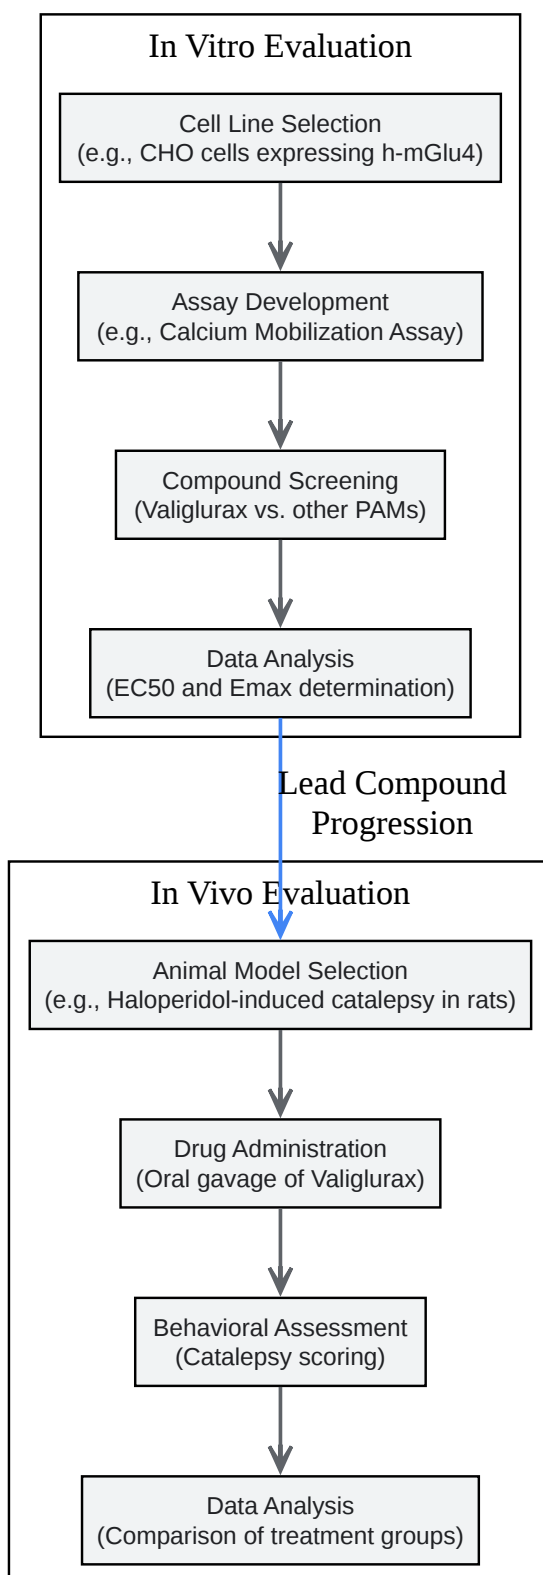 In Vitro Evaluation
Cell Line Selection
(e.g., CHO cells expressing h-mGlu4)
Assay Development
(e.g., Calcium Mobilization Assay)
Compound Screening
(Valiglurax vs. other PAMs)
Data Analysis
(EC50 and Emax determination)
Lead Compound
Progression
In Vivo Evaluation
Animal Model Selection
(e.g., Haloperidol-induced catalepsy in rats)
Drug Administration
(Oral gavage of Valiglurax)
Behavioral Assessment
(Catalepsy scoring)
Data Analysis
(Comparison of treatment groups)